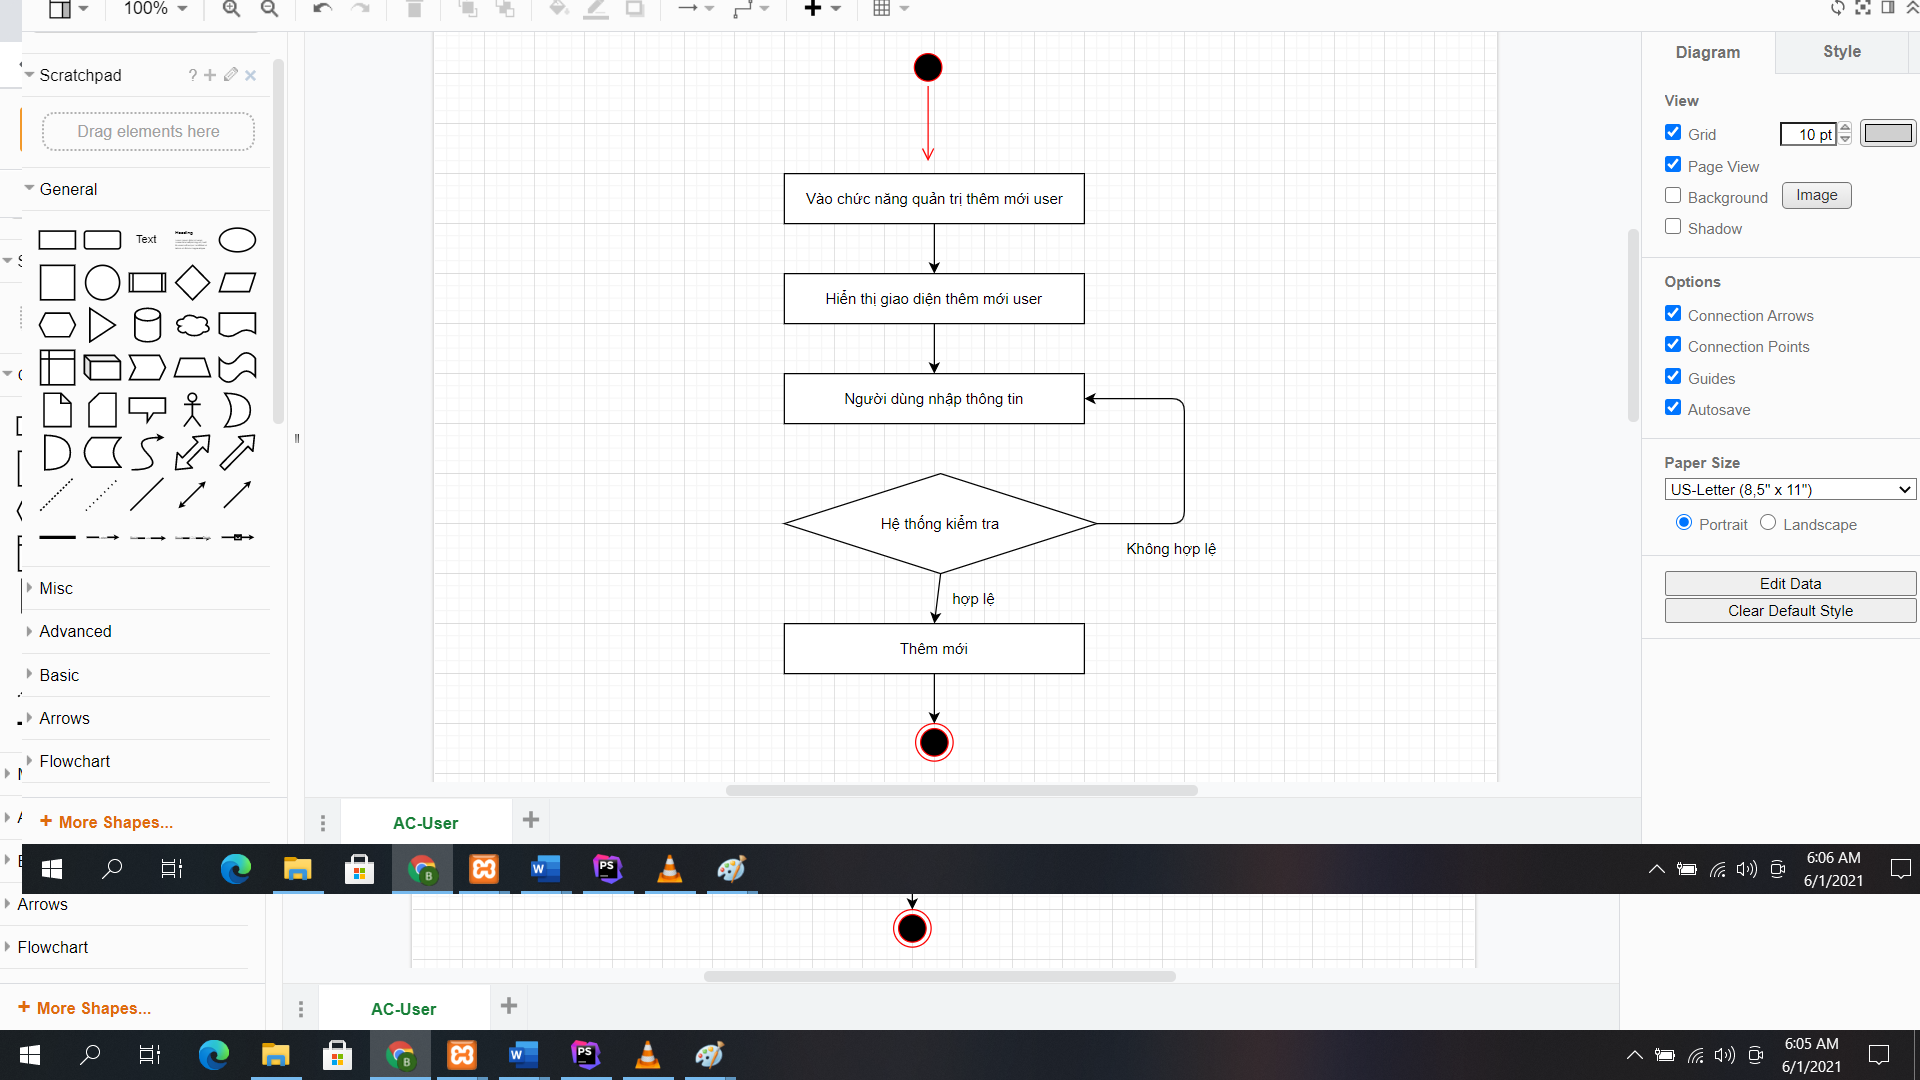 100%
Scratchpad
?
Drag elements here
General
Text
Heading
Misc
Advanced
Basic
Arrows
Flowchart
+ More Shapes...
Vào chức năng quản trị thêm mới user
Hiển thị giao diện thêm mới user
Người dùng nhập thông tin
Hệ thống kiểm tra
Không hợp lệ
hợp lệ
Thêm mới
AC-User
Diagram
Style
View
Grid
10 pt
Page View
Background
Image
Shadow
Options
Connection Arrows
Connection Points
Guides
Autosave
Paper Size
US-Letter (8,5" x 11")
Portrait
Landscape
Edit Data
Clear Default Style
6:06 AM
6/1/2021
Arrows
Flowchart
+ More Shapes...
AC-User
6:05 AM
6/1/2021